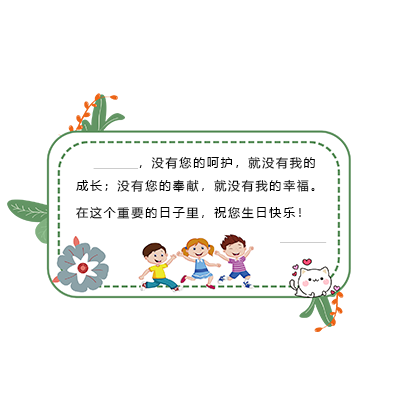 ______，没有您的呵护，就没有我的
成长；没有您的奉献，就没有我的幸福。
在这个重要的日子里，祝您生日快乐！
______